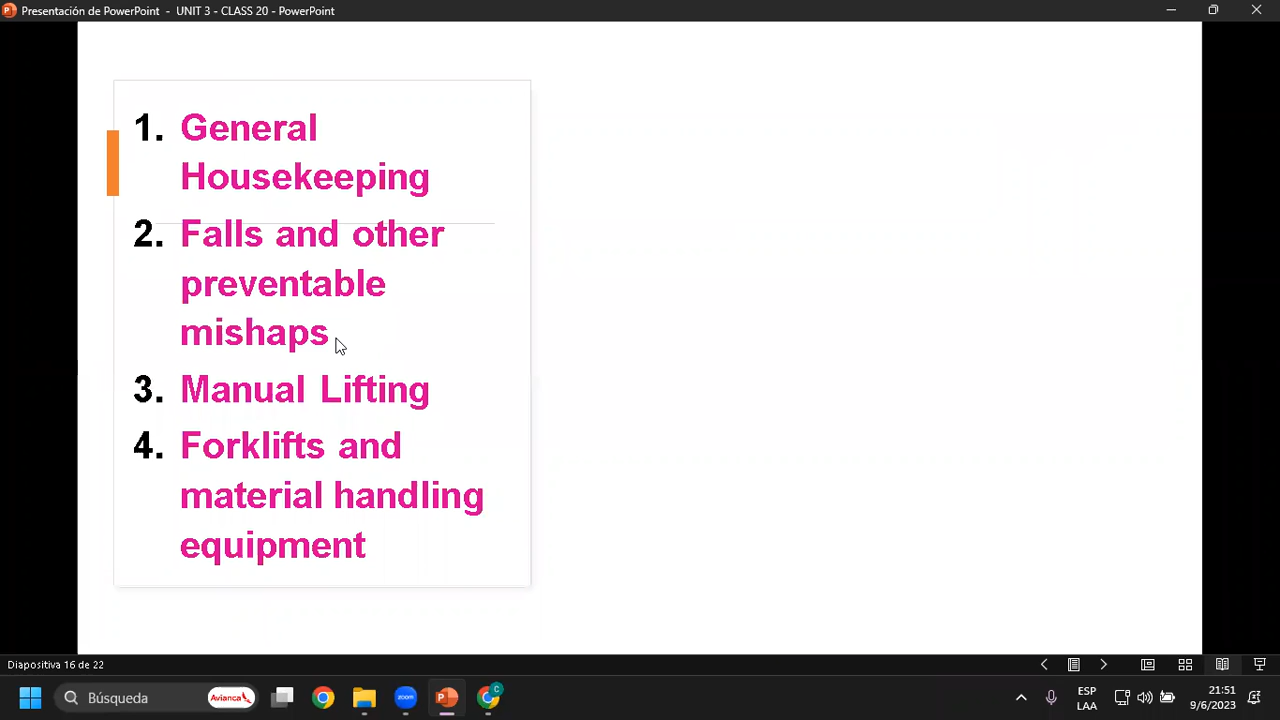 Presentación de PowerPoint - UNIT 3 - CLASS 20 - PowerPoint
1. General
Housekeeping
2. Falls and other
preventable
mishaps
3. Manual Lifting
4. Forklifts and
material handling
equipment
Diapositiva 16 de 22
Búsqueda
Avianca
zoom
C
ESP
LAA
21:51
9/6/2023